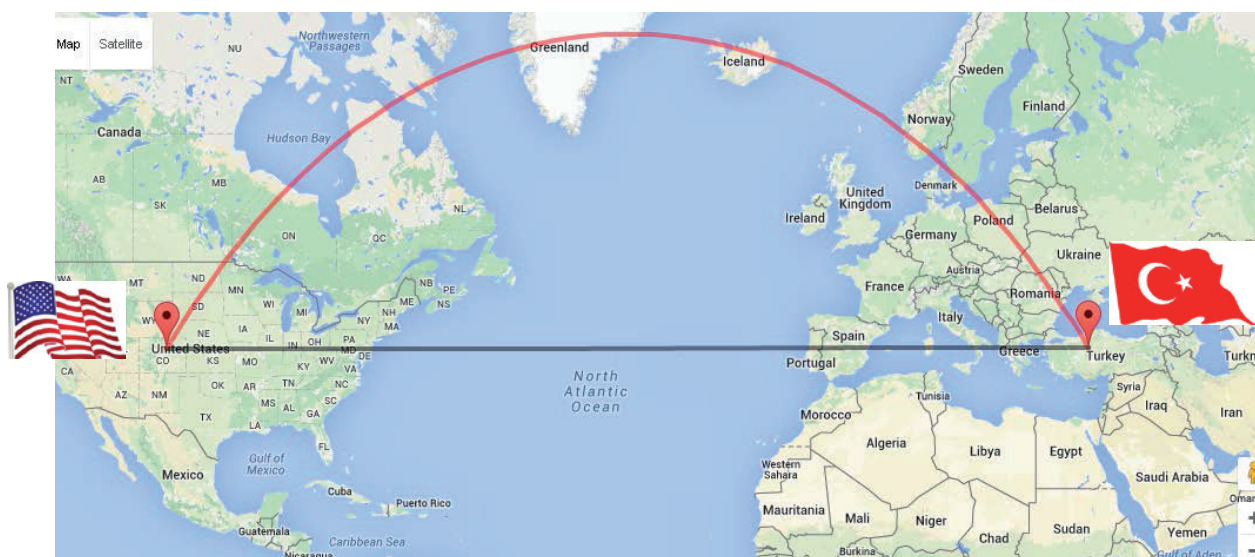 Map Satellite
NU
Northwestern
Passages
Greenland
Iceland
NT
Sweden
Finland
Norway
Canada
Hudson Bay
AB
MB
SK
NL
ON
QC
United
Kingdom
Ireland
Denmark
Belarus
Poland
Germany
Ukraine
Austria
France
Romania
WA
MT
ND
MN
SD
WI
MI
NB
PE
NS
ME
WY
NE
IA
IL
IN
OH
PA
NY
MA
MD
DE
United States
CO
KS
MO
KY
WV
VA
Italy
Spain
Portugal
Greece
Turkey
CA
AZ
NM
OK
AR
TN
NC
SC
MS
AL
GA
TX
LA
FL
North
Atlantic
Ocean
Tunisia
Syria
Iraq
Iran
Morocco
Algeria
Libya
Egypt
Western
Sahara
Saudi Arabia
Gulf of
Mexico
Mexico
Cuba
Puerto Rico
Mauritania
Mali
Niger
Chad
Sudan
Yemen
Guatemala
Caribbean Sea
Nicaragua
Burkina
Gulf of Aden